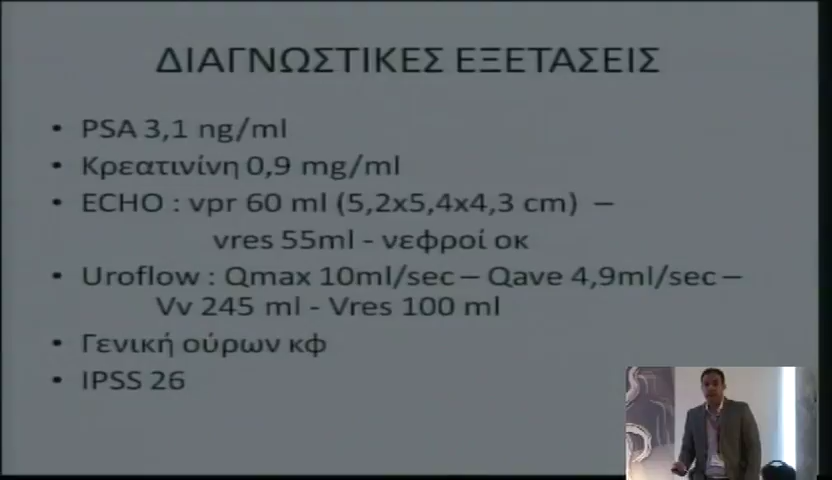 ΔΙΑΓΝΩΣΤΙΚΕΣ ΕΞΕΤΑΣΕΙΣ
• PSA 3,1 ng/ml
• Κρεατινίνη 0,9 mg/ml
• ECHO : vpr 60 ml (5,2x5,4x4,3 cm) –
vres 55ml - νεφροί οκ
• Uroflow : Qmax 10ml/sec – Qave 4,9ml/sec –
Vv 245 ml - Vres 100 ml
• Γενική ούρων κφ
• IPSS 26